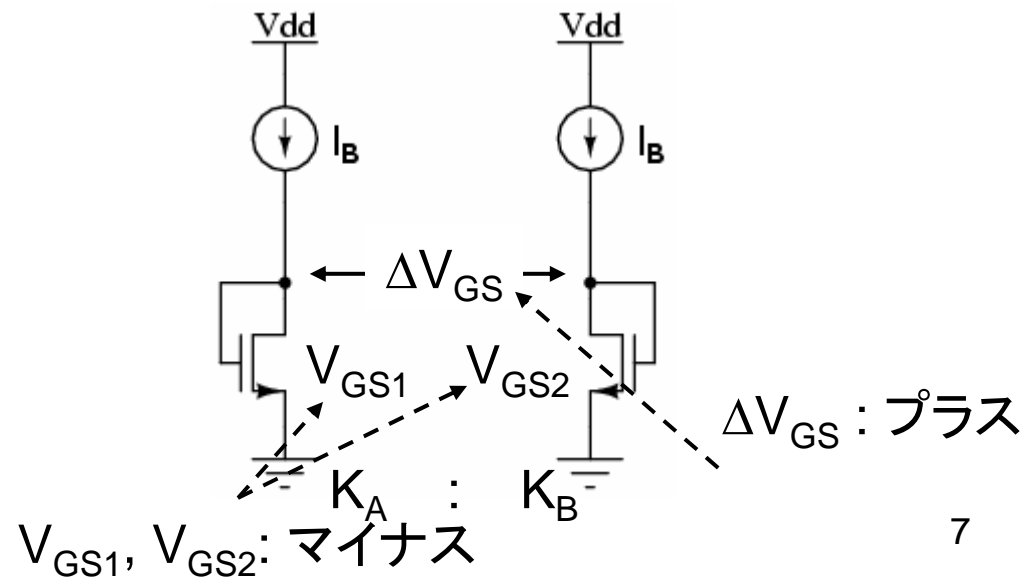 Vdd Vdd
I_B I_B
ΔV_GS
V_GS1 V_GS2
ΔV_GS : プラス
K_A : K_B
V_GS1, V_GS2: マイナス
7